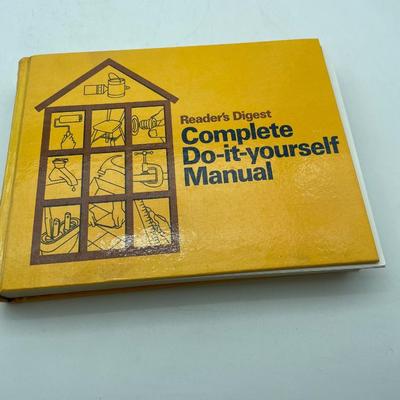 Reader's Digest
Complete
Do-it-yourself
Manual